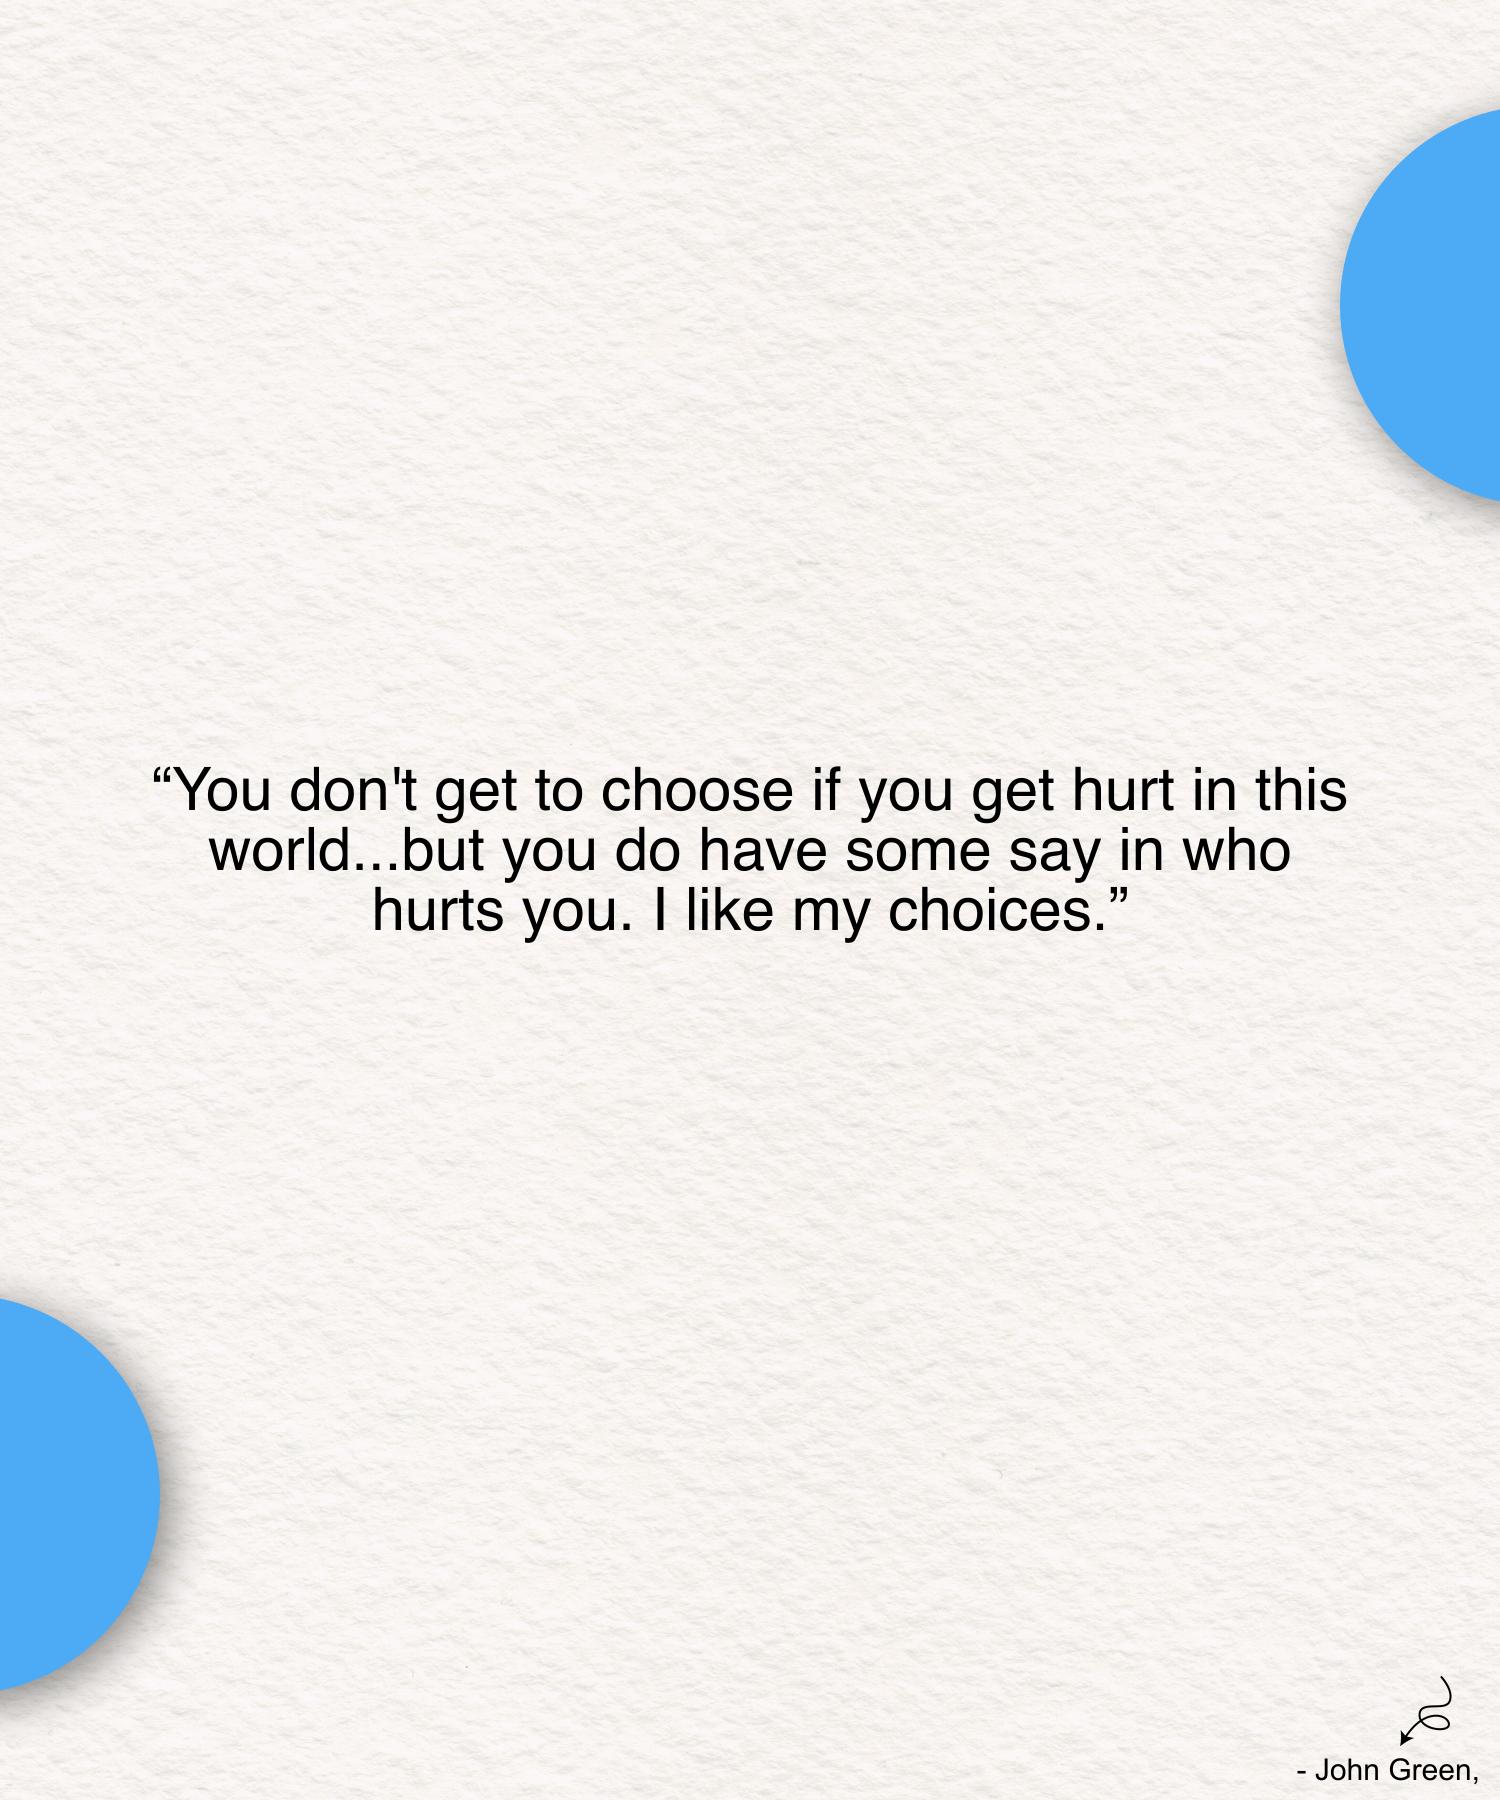 “You don't get to choose if you get hurt in this
world...but you do have some say in who
hurts you. I like my choices.”
- John Green,